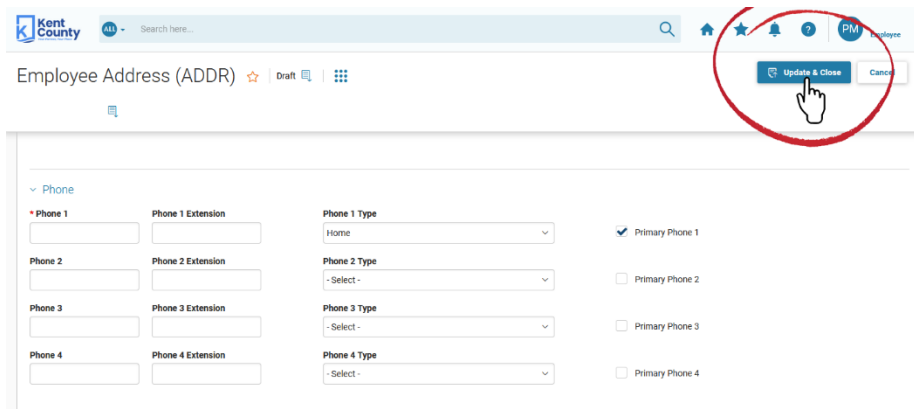 Kent County
ALL
Search here...
PM
Employee
Employee Address (ADDR)
Draft
Update & Close
Cancel
Phone
* Phone 1
Phone 1 Extension
Phone 1 Type
Home
Primary Phone 1
Phone 2
Phone 2 Extension
Phone 2 Type
- Select -
Primary Phone 2
Phone 3
Phone 3 Extension
Phone 3 Type
- Select -
Primary Phone 3
Phone 4
Phone 4 Extension
Phone 4 Type
- Select -
Primary Phone 4